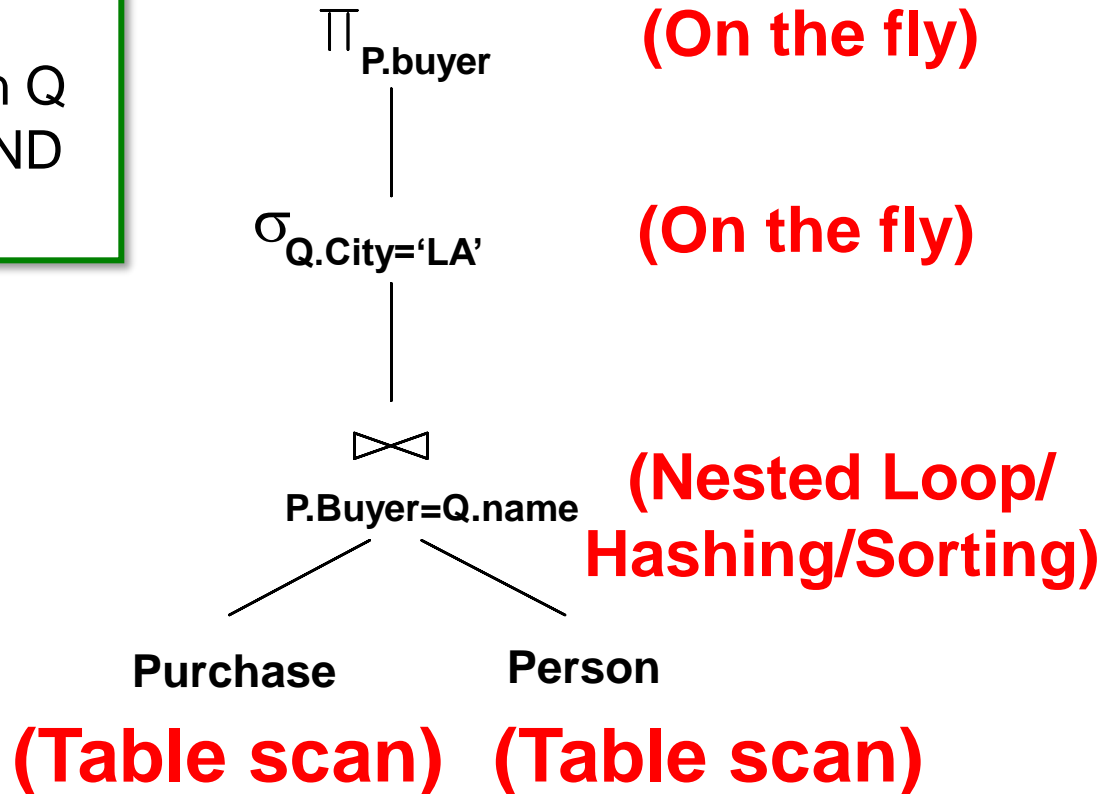 Q
ND
π P.buyer (On the fly)
σ Q.City=‘LA’ (On the fly)
⋈
P.Buyer=Q.name (Nested Loop/
Hashing/Sorting)
Purchase Person
(Table scan) (Table scan)